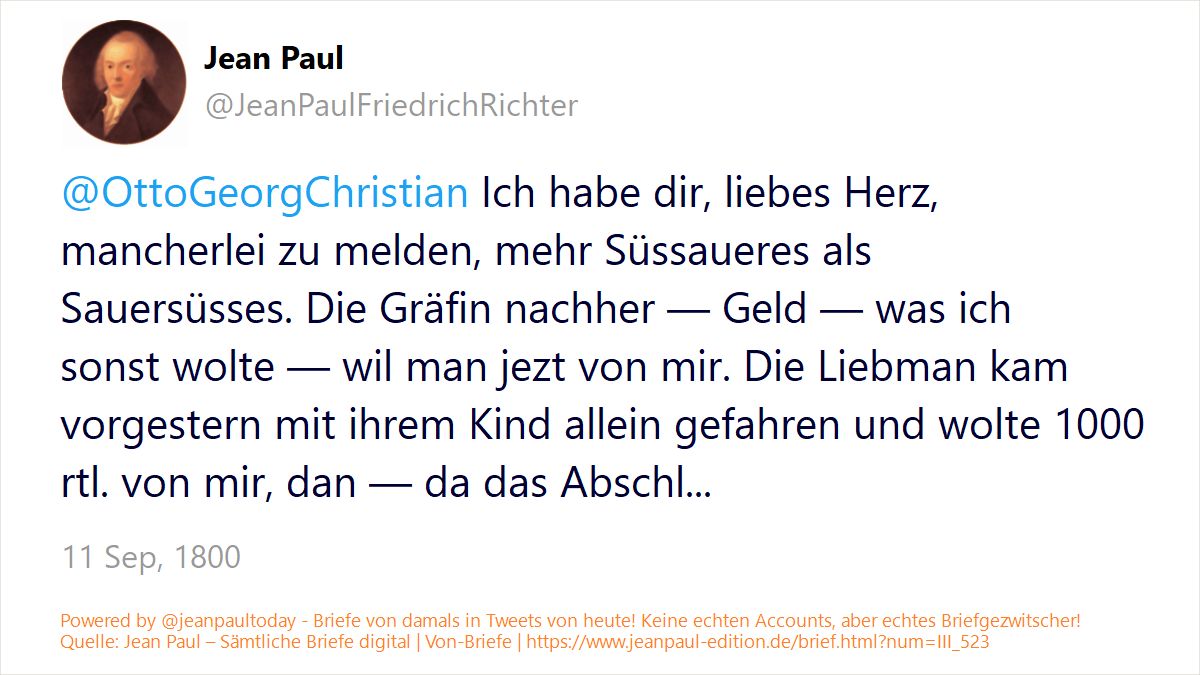 Jean Paul
@JeanPaulFriedrichRichter
@OttoGeorgChristian Ich habe dir, liebes Herz,
mancherlei zu melden, mehr Süssaueres als
Sauersüsses. Die Gräfin nachher — Geld — was ich
sonst wolte — wil man jezt von mir. Die Liebman kam
vorgestern mit ihrem Kind allein gefahren und wolte 1000
rtl. von mir, dan — da das Abschl...
11 Sep, 1800
Powered by @jeanpaultoday - Briefe von damals in Tweets von heute! Keine echten Accounts, aber echtes Briefgezwitscher!
Quelle: Jean Paul – Sämtliche Briefe digital | Von-Briefe | https://www.jeanpaul-edition.de/brief.html?num=III_523